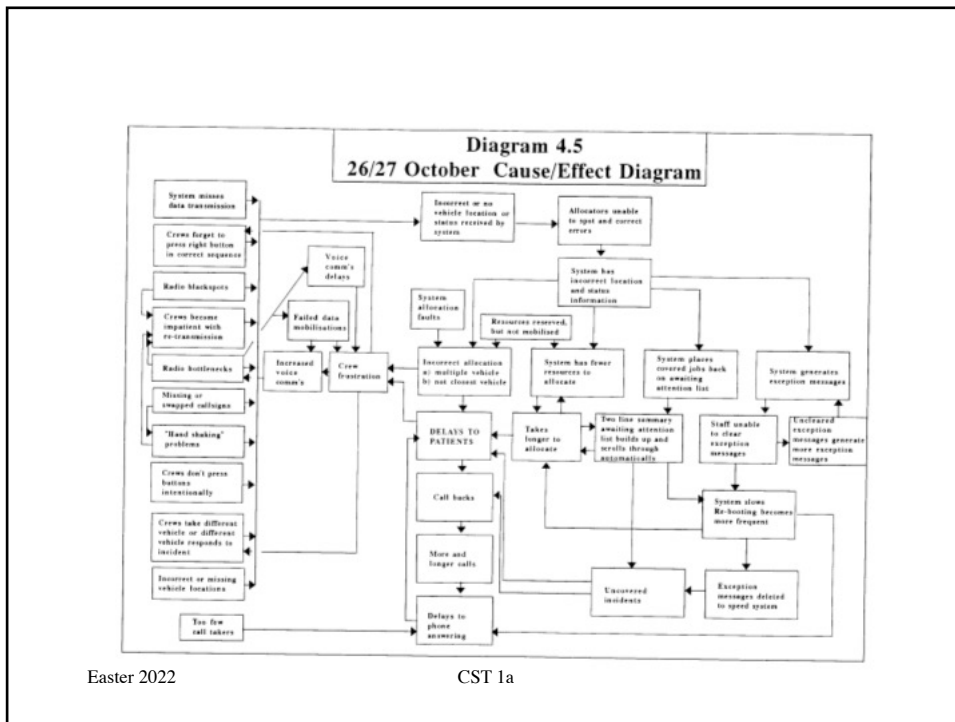 Diagram 4.5
26/27 October Cause/Effect Diagram
System misses
data transmission
Crews forget to
press right button
in correct sequence
Radio blackspots
Crews become
impatient with
re-transmission
Radio bottlenecks
Missing or
swapped callsigns
"Hand shaking"
problems
Crews don't press
buttons
intentionally
Crews take different
vehicle or different
vehicle responds to
incident
Incorrect or missing
vehicle locations
Too few
call takers
Voice
comm's
delays
Failed data
mobilisations
Increased
voice
comm's
Crew
frustration
Incorrect or no
vehicle location or
status received by
system
Allocators unable
to spot and correct
errors
System has
incorrect location
and status
information
System
allocation
faults
Resources reserved,
but not mobilised
Incorrect allocation
a) multiple vehicle
b) not closest vehicle
System has fewer
resources to
allocate
System places
covered jobs back
on awaiting
attention list
System generates
exception messages
DELAYS TO
PATIENTS
Takes
longer to
allocate
Two line summary
awaiting attention
list builds up and
scrolls through
automatically
Staff unable
to clear
exception
messages
Uncleared
exception
messages generate
more exception
messages
Call backs
System slows
Re-booting becomes
more frequent
More and
longer calls
Uncovered
incidents
Exception
messages deleted
to speed system
Delays to
phone
answering
Easter 2022
CST 1a